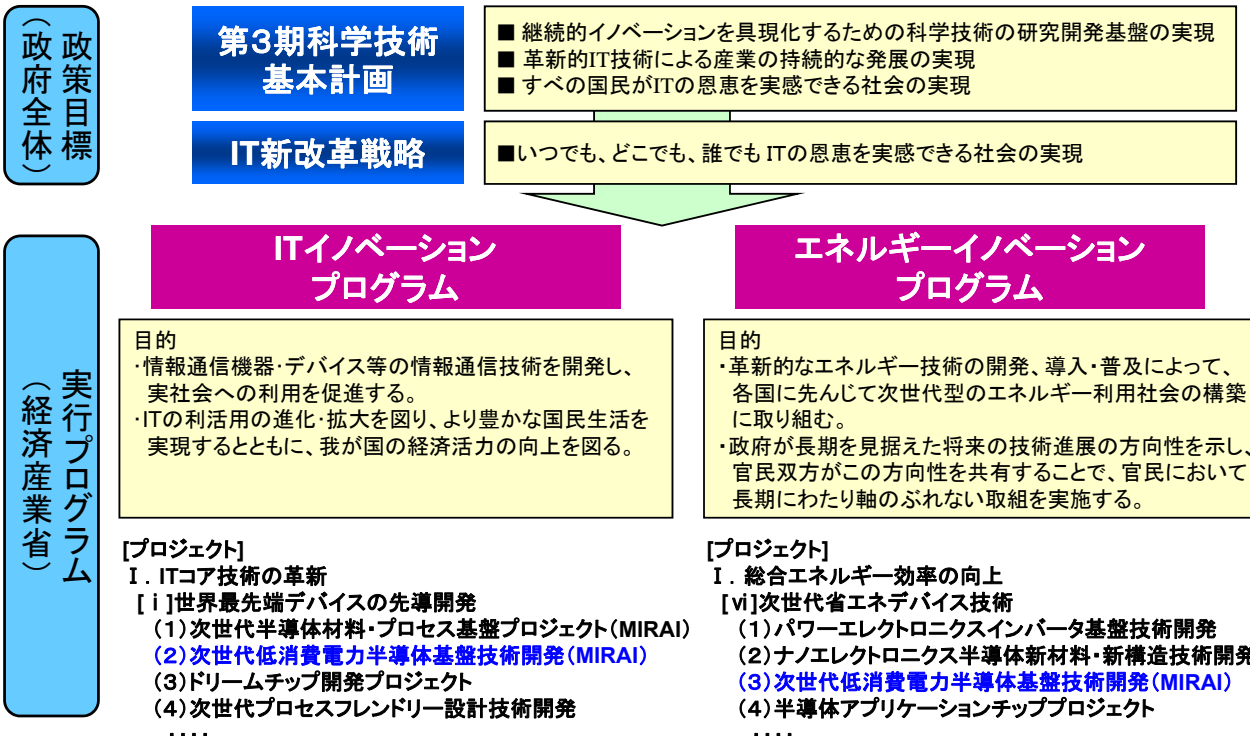 政策目標
（政府全体）
第3期科学技術
基本計画
■ 継続的イノベーションを具現化するための科学技術の研究開発基盤の実現
■ 革新的IT技術による産業の持続的な発展の実現
■ すべの国民がITの恩恵を実感できる社会の実現
IT新改革戦略
■いつでも、どこでも、誰でもITの恩恵を実感できる社会の実現
実行プログラム
（経済産業省）
ITイノベーション
プログラム
目的
・情報通信機器・デバイス等の情報通信技術を開発し、
実社会への利用を促進する。
・ITの利活用の進化・拡大を図り、より豊かな国民生活を
実現するとともに、我が国の経済活力の向上を図る。
[プロジェクト]
Ⅰ. ITコア技術の革新
[ⅰ]世界最先端デバイスの先導開発
（1）次世代半導体材料・プロセス基盤プロジェクト（MIRAI）
（2）次世代低消費電力半導体基盤技術開発（MIRAI）
（3）ドリームチップ開発プロジェクト
（4）次世代プロセスフレンドリー設計技術開発
....
エネルギーイノベーション
プログラム
目的
・革新的なエネルギー技術の開発、導入・普及によって、
各国に先んじて次世代型のエネルギー利用社会の構築
に取り組む。
・政府が長期を見据えた将来の技術進展の方向性を示し、
官民双方がこの方向性を共有することで、官民において
長期にわたり軸のぶれない取組を実施する。
[プロジェクト]
Ⅰ. 総合エネルギー効率の向上
[ⅵ]次世代省エネデバイス技術
（1）パワーエレクトロニクスインバータ基盤技術開発
（2）ナノエレクトロニクス半導体新材料・新構造技術開発
（3）次世代低消費電力半導体基盤技術開発（MIRAI）
（4）半導体アプリケーションチッププロジェクト
....